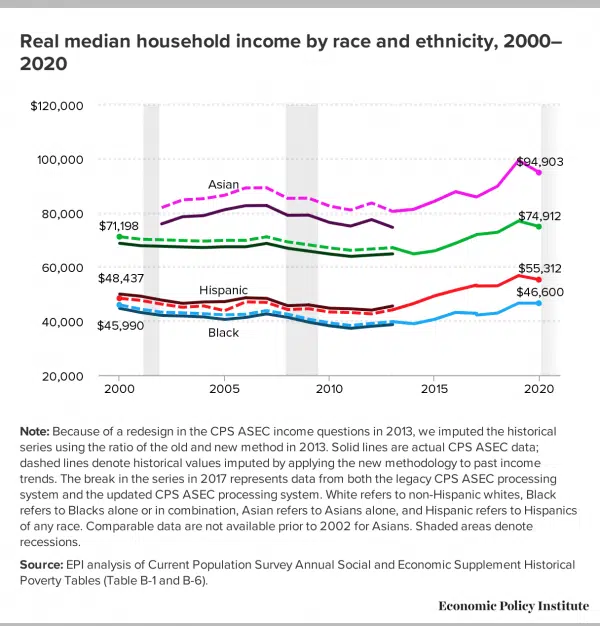 Real median household income by race and ethnicity, 2000–
2020
$120,000
100,000
80,000
60,000
40,000
20,000
Asian
$94,903
$71,198
$74,912
$48,437
Hispanic
$55,312
$45,990
Black
$46,600
2000 2005 2010 2015 2020
Note: Because of a redesign in the CPS ASEC income questions in 2013, we imputed the historical
series using the ratio of the old and new method in 2013. Solid lines are actual CPS ASEC data;
dashed lines denote historical values imputed by applying the new methodology to past income
trends. The break in the series in 2017 represents data from both the legacy CPS ASEC processing
system and the updated CPS ASEC processing system. White refers to non-Hispanic whites, Black
refers to Blacks alone or in combination, Asian refers to Asians alone, and Hispanic refers to Hispanics
of any race. Comparable data are not available prior to 2002 for Asians. Shaded areas denote
recessions.
Source: EPI analysis of Current Population Survey Annual Social and Economic Supplement Historical
Poverty Tables (Table B-1 and B-6).
Economic Policy Institute